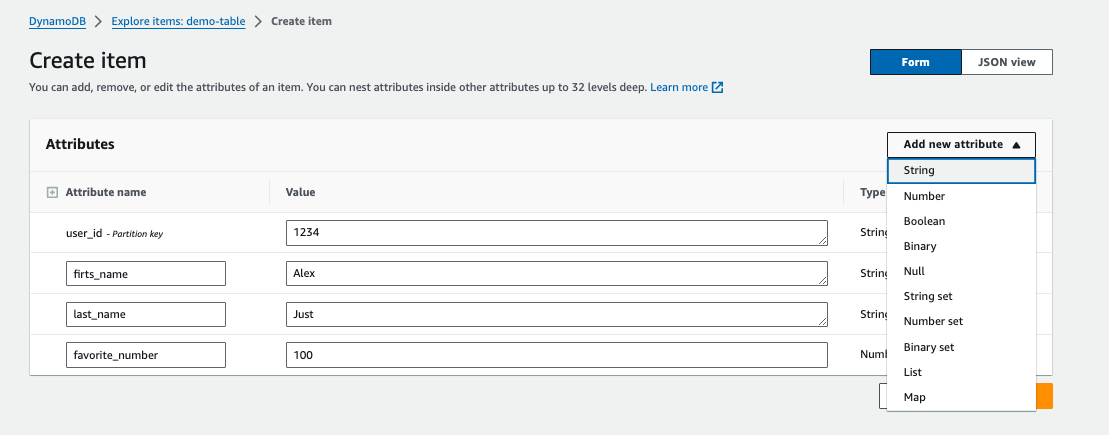 DynamoDB > Explore items: demo-table > Create item
Create item
Form JSON view
You can add, remove, or edit the attributes of an item. You can nest attributes inside other attributes up to 32 levels deep. Learn more
Attributes
Add new attribute
Attribute name Value Type
user_id - Partition key 1234 String
firts_name Alex String
last_name Just String
favorite_number 100 Numb
String
Number
Boolean
Binary
Null
String set
Number set
Binary set
List
Map